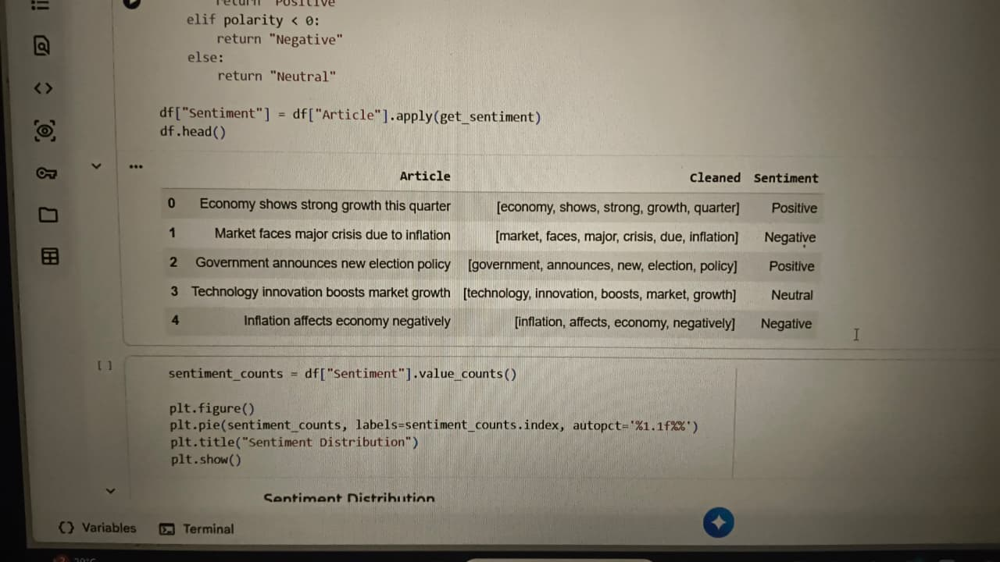 return "Positive"
elif polarity < 0:
return "Negative"
else:
return "Neutral"
df["Sentiment"] = df["Article"].apply(get_sentiment)
df.head()
Article Cleaned Sentiment
0 Economy shows strong growth this quarter [economy, shows, strong, growth, quarter] Positive
1 Market faces major crisis due to inflation [market, faces, major, crisis, due, inflation] Negative
2 Government announces new election policy [government, announces, new, election, policy] Positive
3 Technology innovation boosts market growth [technology, innovation, boosts, market, growth] Neutral
4 Inflation affects economy negatively [inflation, affects, economy, negatively] Negative
[ ]
sentiment_counts = df["Sentiment"].value_counts()
plt.figure()
plt.pie(sentiment_counts, labels=sentiment_counts.index, autopct='%1.1f%%')
plt.title("Sentiment Distribution")
plt.show()
Sentiment Distribution
Variables Terminal